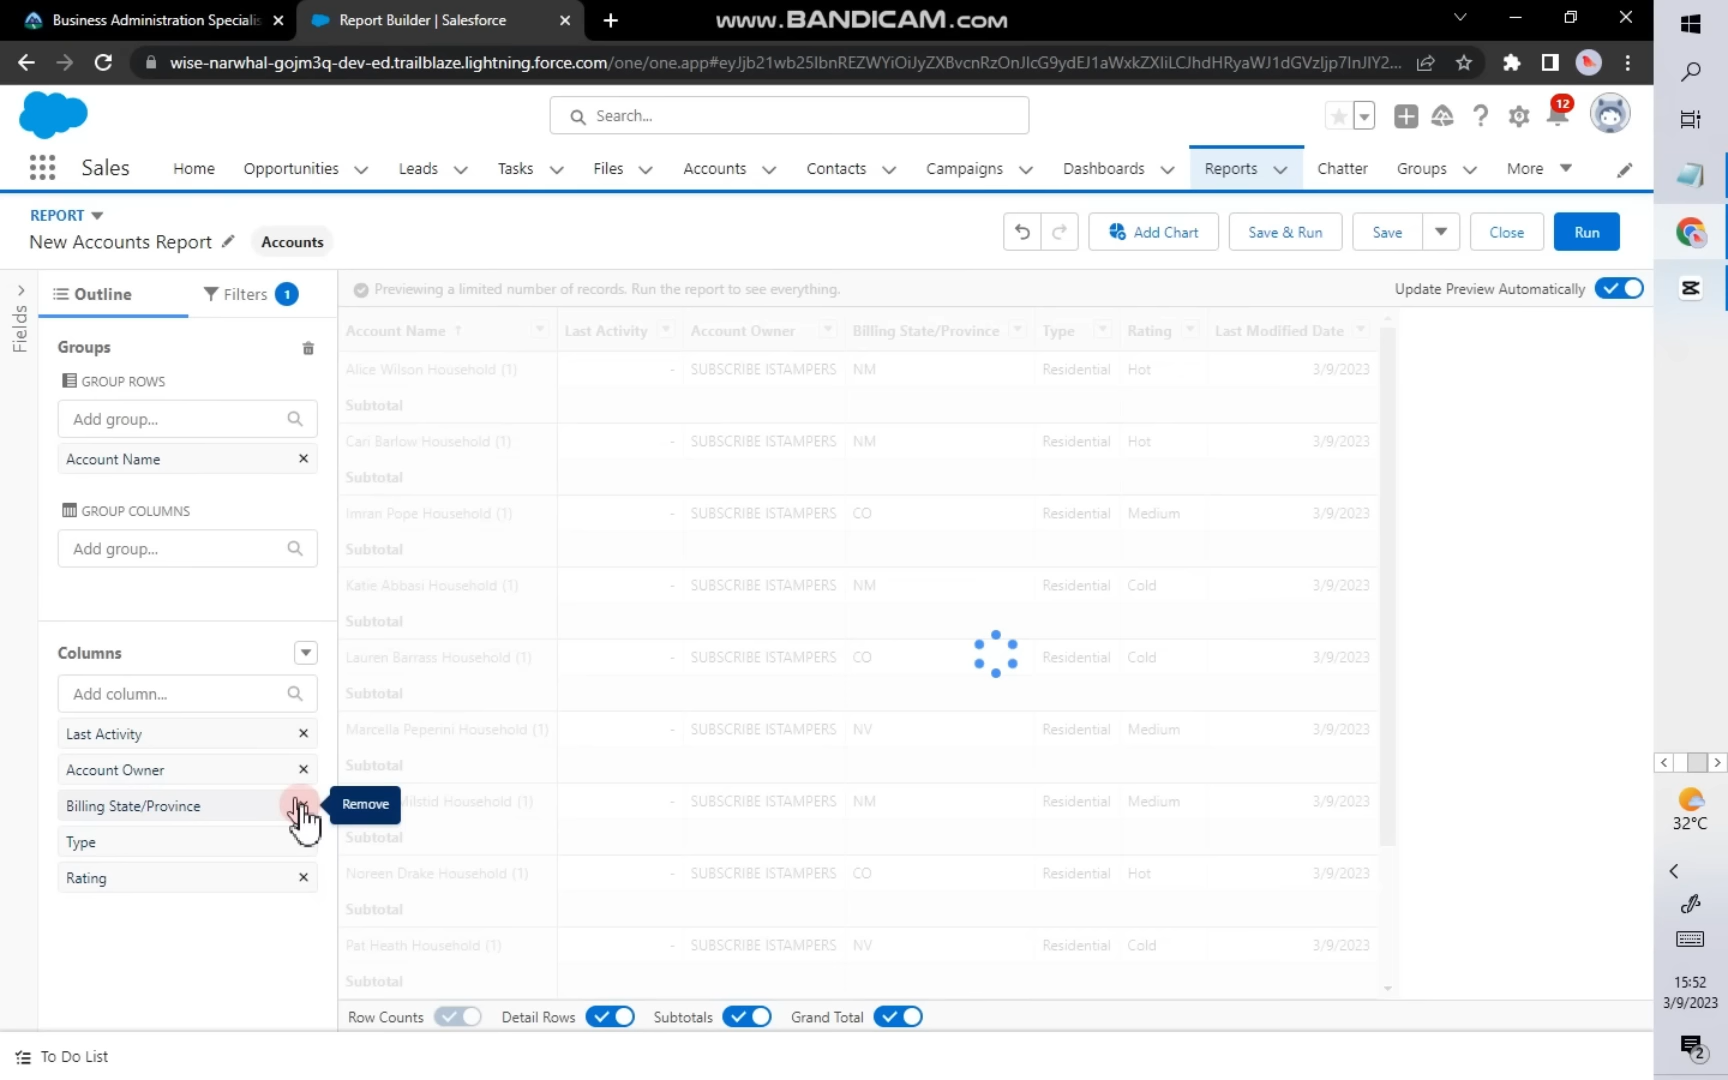 Business Administration Specialis
Report Builder | Salesforce
www.BANDICAM.com
wise-narwhal-gojm3q-dev-ed.trailblaze.lightning.force.com/one/one.app#eyJjb21wb25lbnREZWYiOiJyZXBvcnRzOnJlcG9ydEJ1aWxkZXIiLCJhdHRyaWJ1dGVzIjp7InJlY2...
Search...
12
Sales
Home
Opportunities
Leads
Tasks
Files
Accounts
Contacts
Campaigns
Dashboards
Reports
Chatter
Groups
More
REPORT
New Accounts Report
Accounts
Add Chart
Save & Run
Save
Close
Run
Fields
Outline
Filters 1
Previewing a limited number of records. Run the report to see everything.
Update Preview Automatically
Groups
GROUP ROWS
Add group...
Account Name
GROUP COLUMNS
Add group...
Columns
Add column...
Last Activity
Account Owner
Billing State/Province
Remove
Type
Rating
Account Name ↑ Last Activity Account Owner Billing State/Province Type Rating Last Modified Date
Alice Wilson Household (1) - SUBSCRIBE ISTAMPERS NM Residential Hot 3/9/2023
Subtotal
Cari Barlow Household (1) - SUBSCRIBE ISTAMPERS NM Residential Hot 3/9/2023
Subtotal
Imran Pope Household (1) - SUBSCRIBE ISTAMPERS CO Residential Medium 3/9/2023
Subtotal
Katie Abbasi Household (1) - SUBSCRIBE ISTAMPERS NM Residential Cold 3/9/2023
Subtotal
Lauren Barrass Household (1) - SUBSCRIBE ISTAMPERS CO Residential Cold 3/9/2023
Subtotal
Marcella Peperini Household (1) - SUBSCRIBE ISTAMPERS NV Residential Medium 3/9/2023
Subtotal
Milstid Household (1) - SUBSCRIBE ISTAMPERS NM Residential Medium 3/9/2023
Subtotal
Noreen Drake Household (1) - SUBSCRIBE ISTAMPERS CO Residential Hot 3/9/2023
Subtotal
Pat Heath Household (1) - SUBSCRIBE ISTAMPERS NV Residential Cold 3/9/2023
Subtotal
Row Counts
Detail Rows
Subtotals
Grand Total
To Do List
32°C
15:52
3/9/2023
2